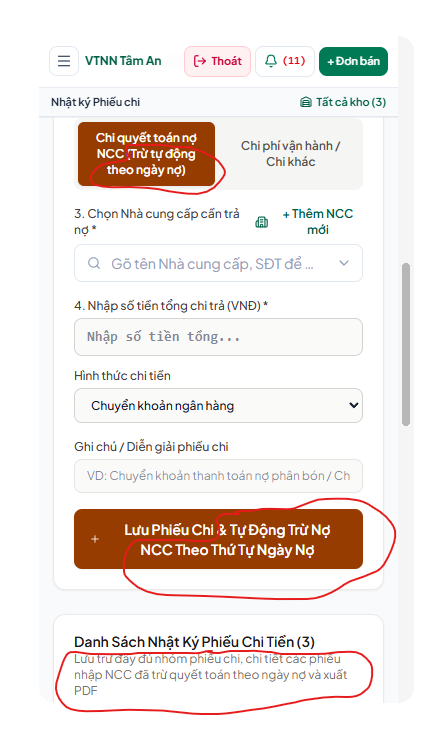 VTNN Tâm An
Thoát
(11)
+ Đơn bán
Nhật ký Phiếu chi
Tất cả kho (3)
Chi quyết toán nợ
NCC (Trừ tự động
theo ngày nợ)
Chi phí vận hành /
Chi khác
3. Chọn Nhà cung cấp cần trả
nợ *
+ Thêm NCC
mới
Gõ tên Nhà cung cấp, SĐT để ...
4. Nhập số tiền tổng chi trả (VNĐ) *
Nhập số tiền tổng...
Hình thức chi tiền
Chuyển khoản ngân hàng
Ghi chú / Diễn giải phiếu chi
VD: Chuyển khoản thanh toán nợ phân bón / Ch
+
Lưu Phiếu Chi & Tự Động Trừ Nợ
NCC Theo Thứ Tự Ngày Nợ
Danh Sách Nhật Ký Phiếu Chi Tiền (3)
Lưu trữ đầy đủ nhóm phiếu chi, chi tiết các phiếu
nhập NCC đã trừ quyết toán theo ngày nợ và xuất
PDF